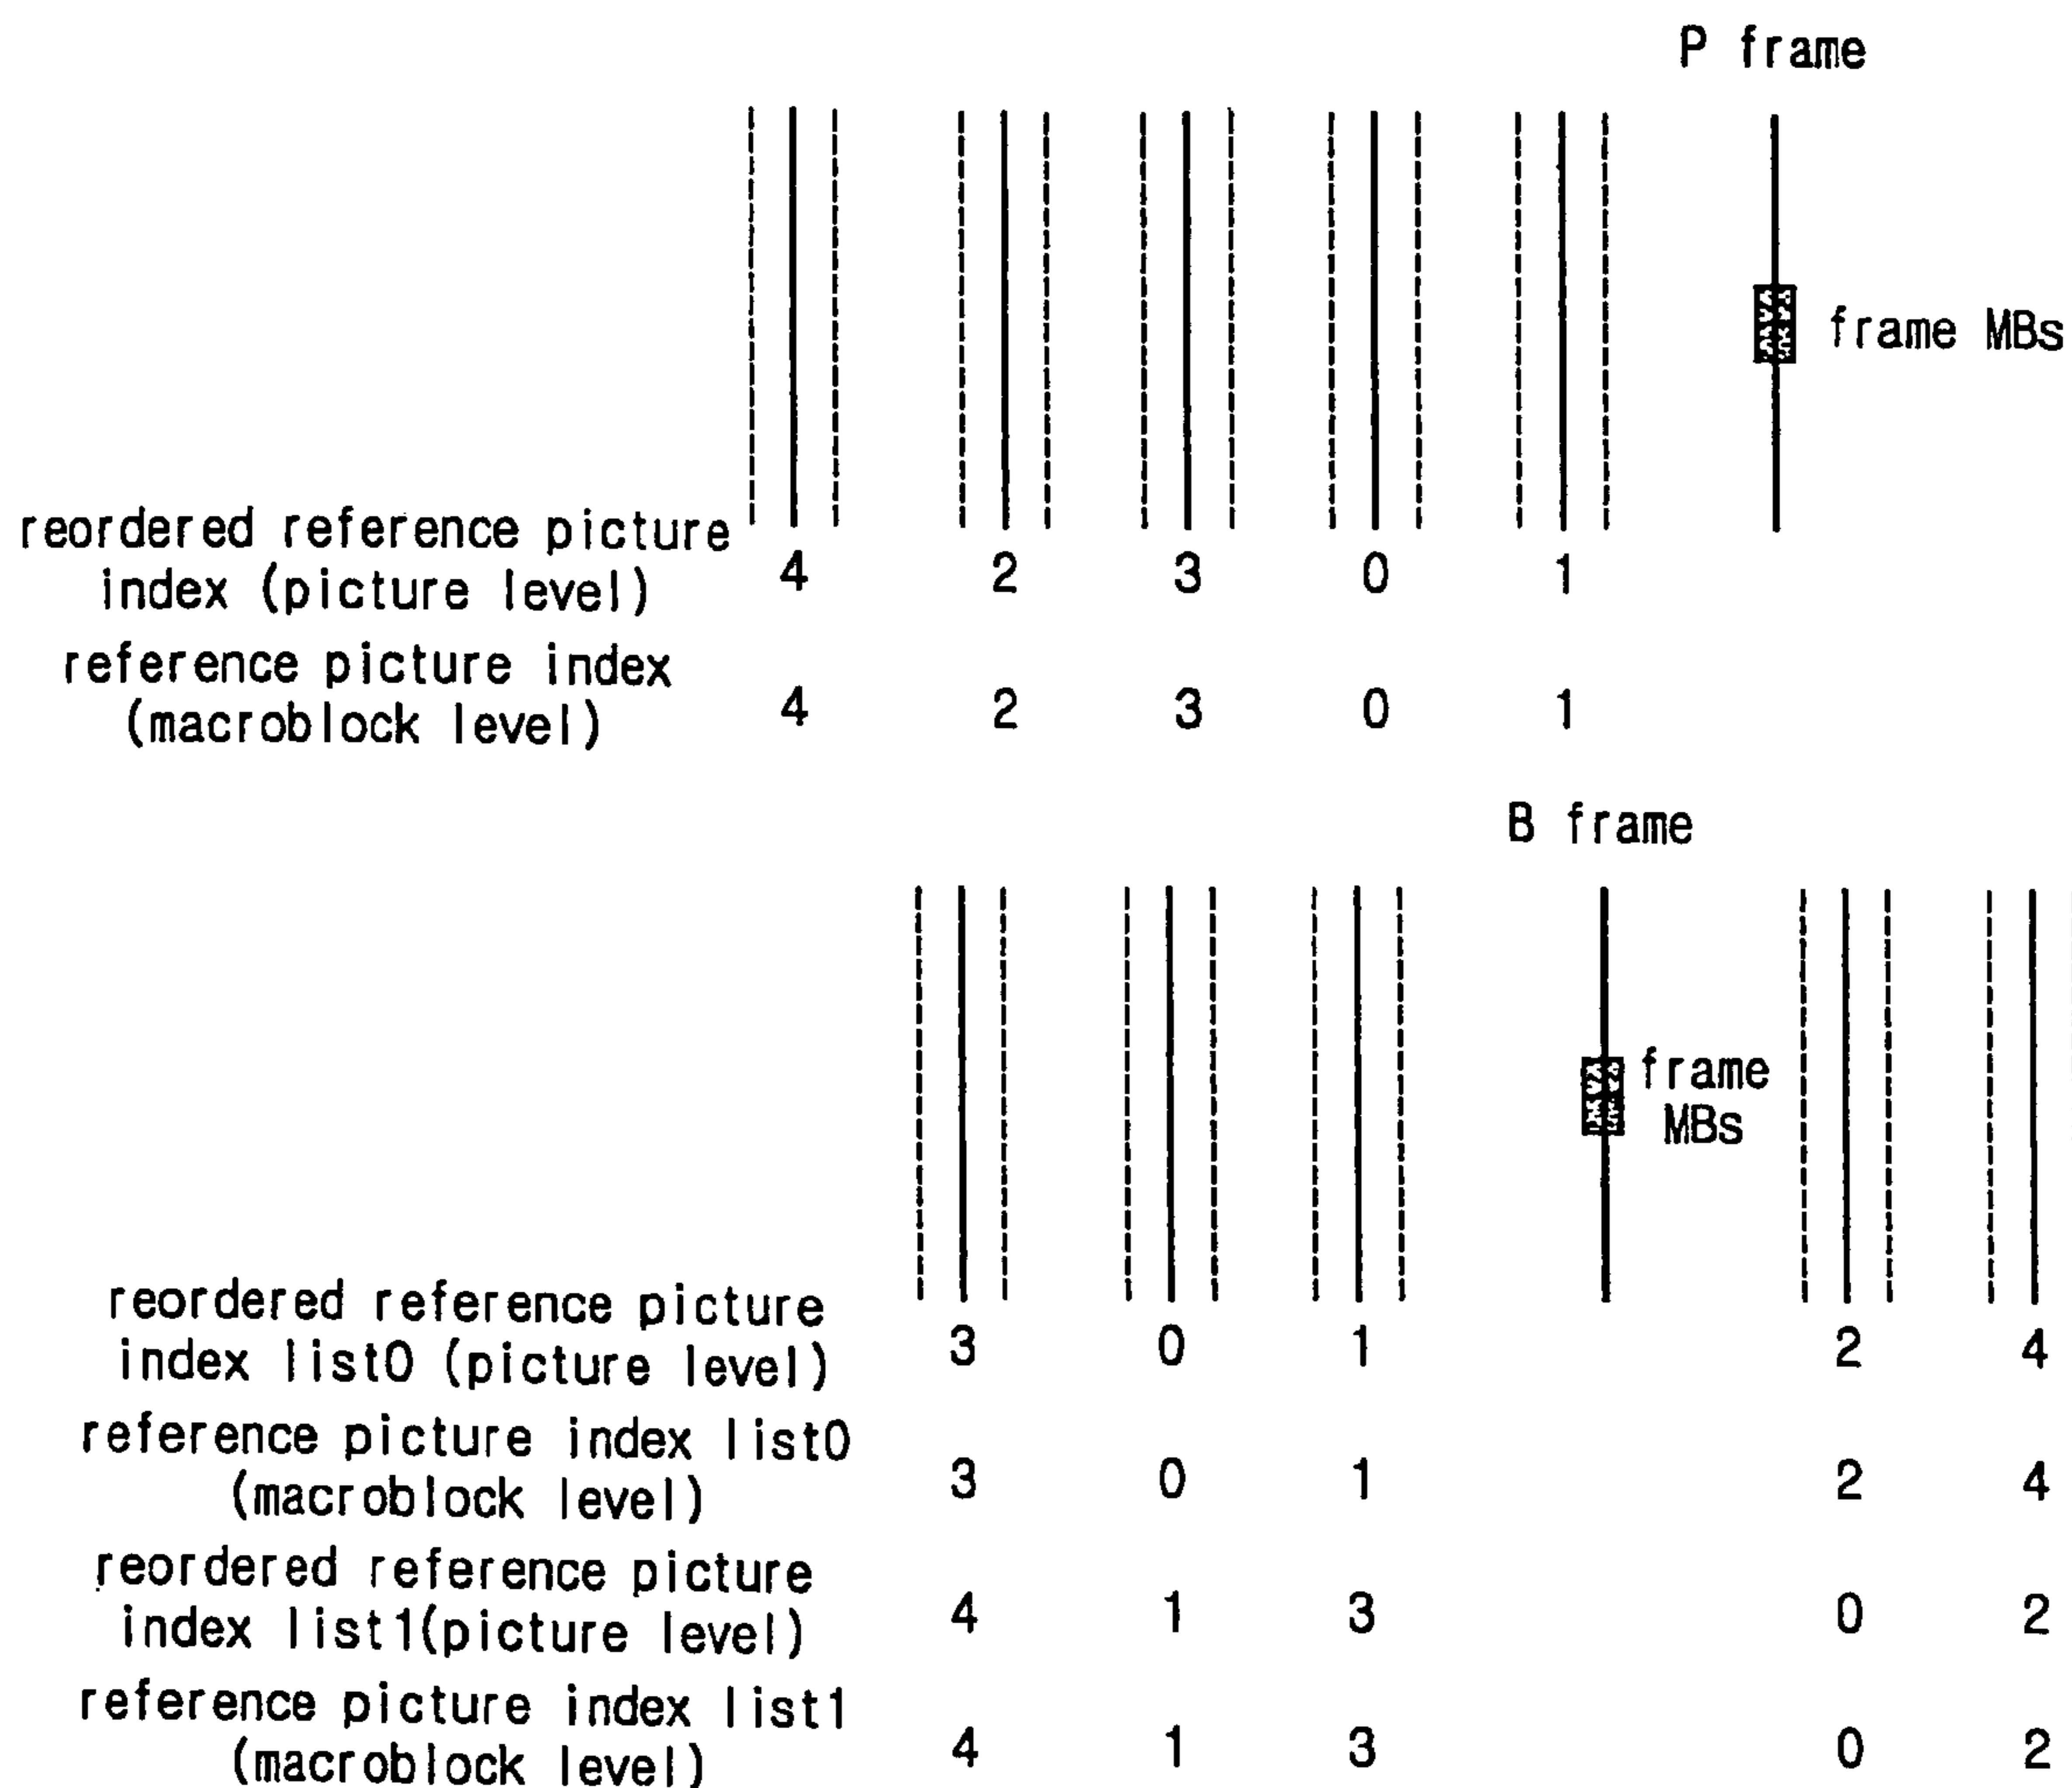 P frame
frame MBs
reordered reference picture
index (picture level)
4 2 3 0 1
reference picture index
(macroblock level)
4 2 3 0 1
B frame
frame
MBs
reordered reference picture
index list0 (picture level)
3 0 1 2 4
reference picture index list0
(macroblock level)
3 0 1 2 4
reordered reference picture
index list1(picture level)
4 1 3 0 2
reference picture index list1
(macroblock level)
4 1 3 0 2